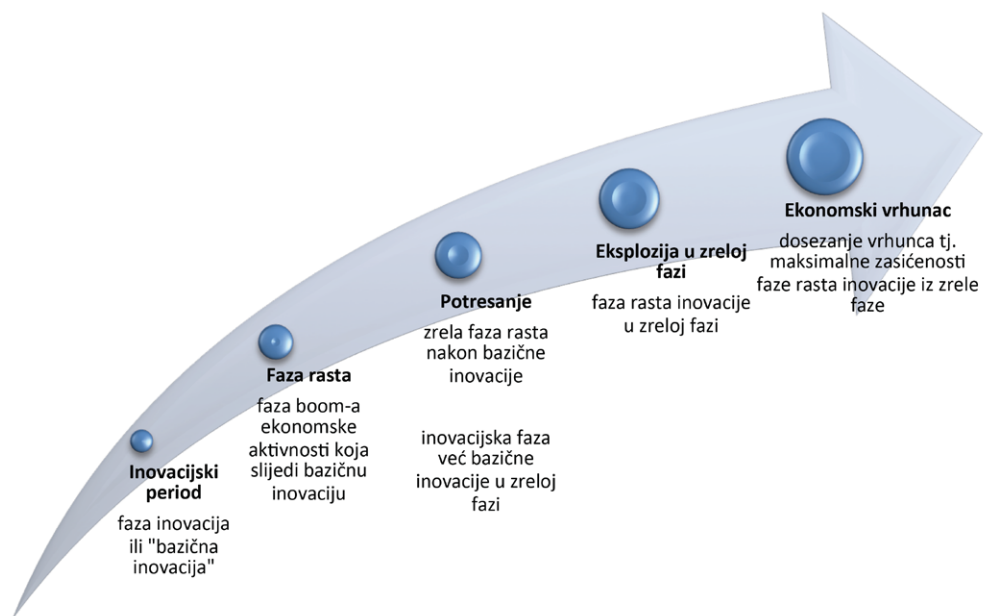 Inovacijski
period
faza inovacija
ili "bazična
inovacija"
Faza rasta
faza boom-a
ekonomske
aktivnosti koja
slijedi bazičnu
inovaciju
Potresanje
zrela faza rasta
nakon bazične
inovacije
inovacijska faza
već bazične
inovacije u zreloj
fazi
Eksplozija u zreloj
fazi
faza rasta inovacije
u zreloj fazi
Ekonomski vrhunac
dosezanje vrhunca tj.
maksimalne zasićenosti
faze rasta inovacije iz zrele
faze